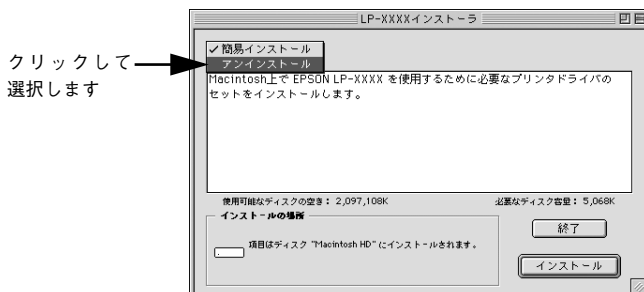 LP-XXXXインストーラ
クリックして
選択します
✓簡易インストール
アンインストール
Macintosh上で EPSON LP-XXXX を使用するために必要なプリンタドライバの
セットをインストールします。
使用可能なディスクの空き： 2,097,108K
必要なディスク容量： 5,068K
インストールの場所
項目はディスク "Macintosh HD" にインストールされます。
終了
インストール